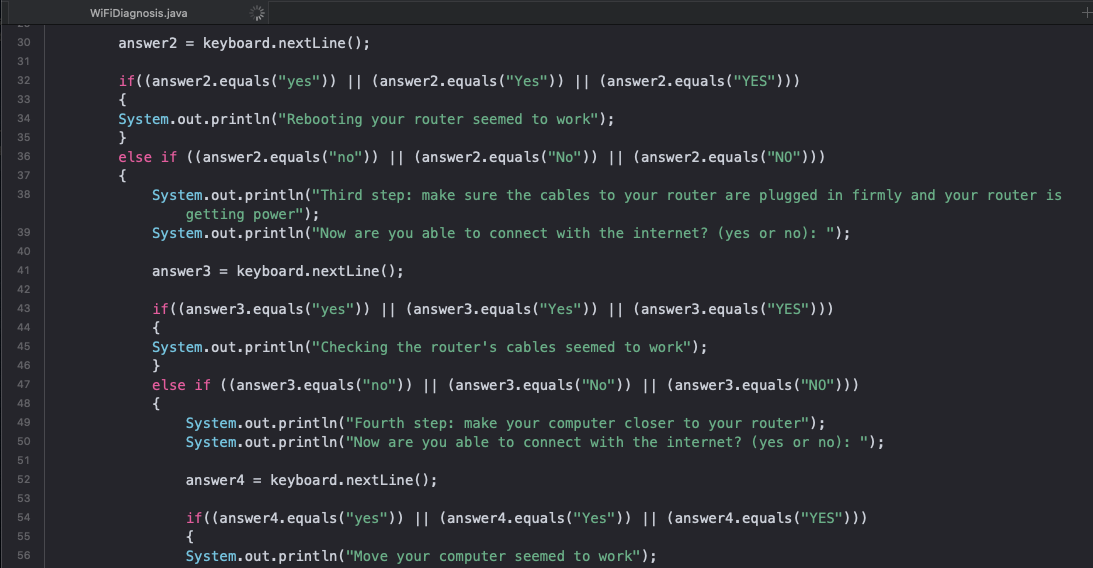 WiFiDiagnosis.java
30 answer2 = keyboard.nextLine();
31
32 if((answer2.equals("yes")) || (answer2.equals("Yes")) || (answer2.equals("YES")))
33 {
34 System.out.println("Rebooting your router seemed to work");
35 }
36 else if ((answer2.equals("no")) || (answer2.equals("No")) || (answer2.equals("NO")))
37 {
38 System.out.println("Third step: make sure the cables to your router are plugged in firmly and your router is
getting power");
39 System.out.println("Now are you able to connect with the internet? (yes or no): ");
40
41 answer3 = keyboard.nextLine();
42
43 if((answer3.equals("yes")) || (answer3.equals("Yes")) || (answer3.equals("YES")))
44 {
45 System.out.println("Checking the router's cables seemed to work");
46 }
47 else if ((answer3.equals("no")) || (answer3.equals("No")) || (answer3.equals("NO")))
48 {
49 System.out.println("Fourth step: make your computer closer to your router");
50 System.out.println("Now are you able to connect with the internet? (yes or no): ");
51
52 answer4 = keyboard.nextLine();
53
54 if((answer4.equals("yes")) || (answer4.equals("Yes")) || (answer4.equals("YES")))
55 {
56 System.out.println("Move your computer seemed to work");